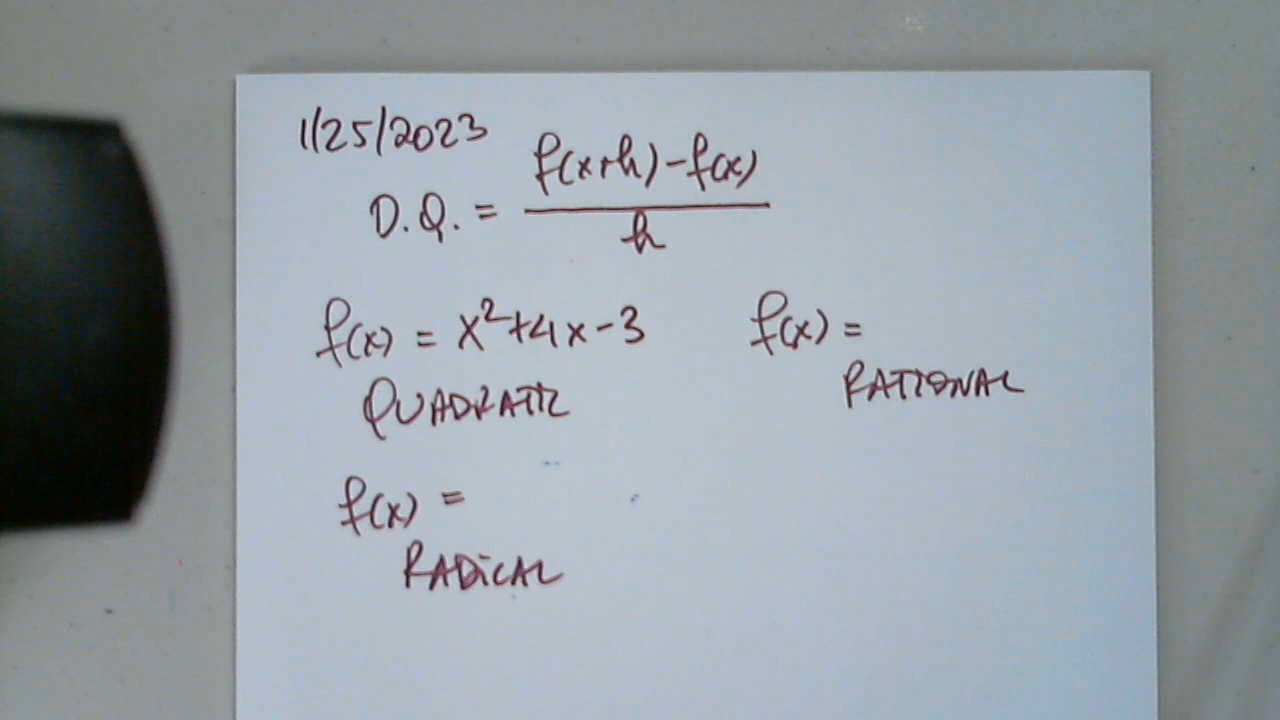 1/25/2023
D.Q. = f(x+h)-f(x)
h
f(x) = x²+4x-3
QUADRATIC
f(x) =
RATIONAL
f(x) =
RADICAL